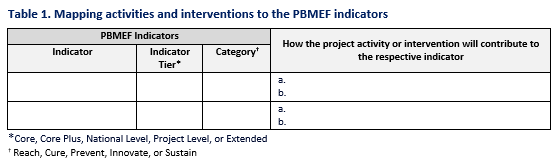 Table 1. Mapping activities and interventions to the PBMEF indicators
PBMEF Indicators
How the project activity or intervention will contribute to
the respective indicator
Indicator
Indicator
Tier*
Category†
a.
b.
a.
b.
*Core, Core Plus, National Level, Project Level, or Extended
† Reach, Cure, Prevent, Innovate, or Sustain